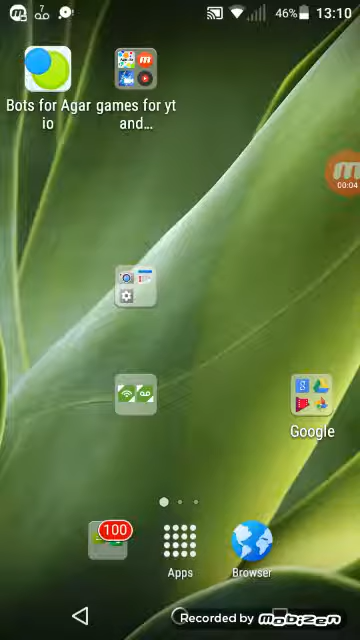 7
46% 13:10
Bots for Agar io
games for yt and...
00:04
Google
100
Apps
Browser
Recorded by mobizen